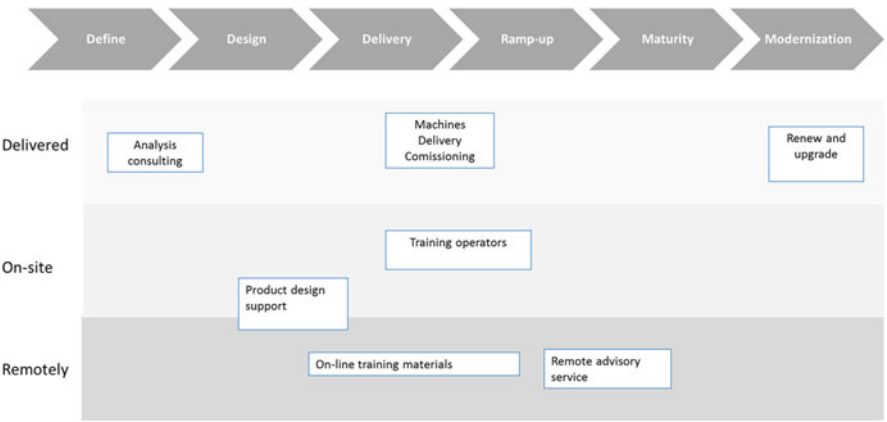 Define
Design
Delivery
Ramp-up
Maturity
Modernization
Delivered
Analysis
consulting
Machines
Delivery
Comissioning
Renew and
upgrade
On-site
Training operators
Product design
support
Remotely
On-line training materials
Remote advisory
service